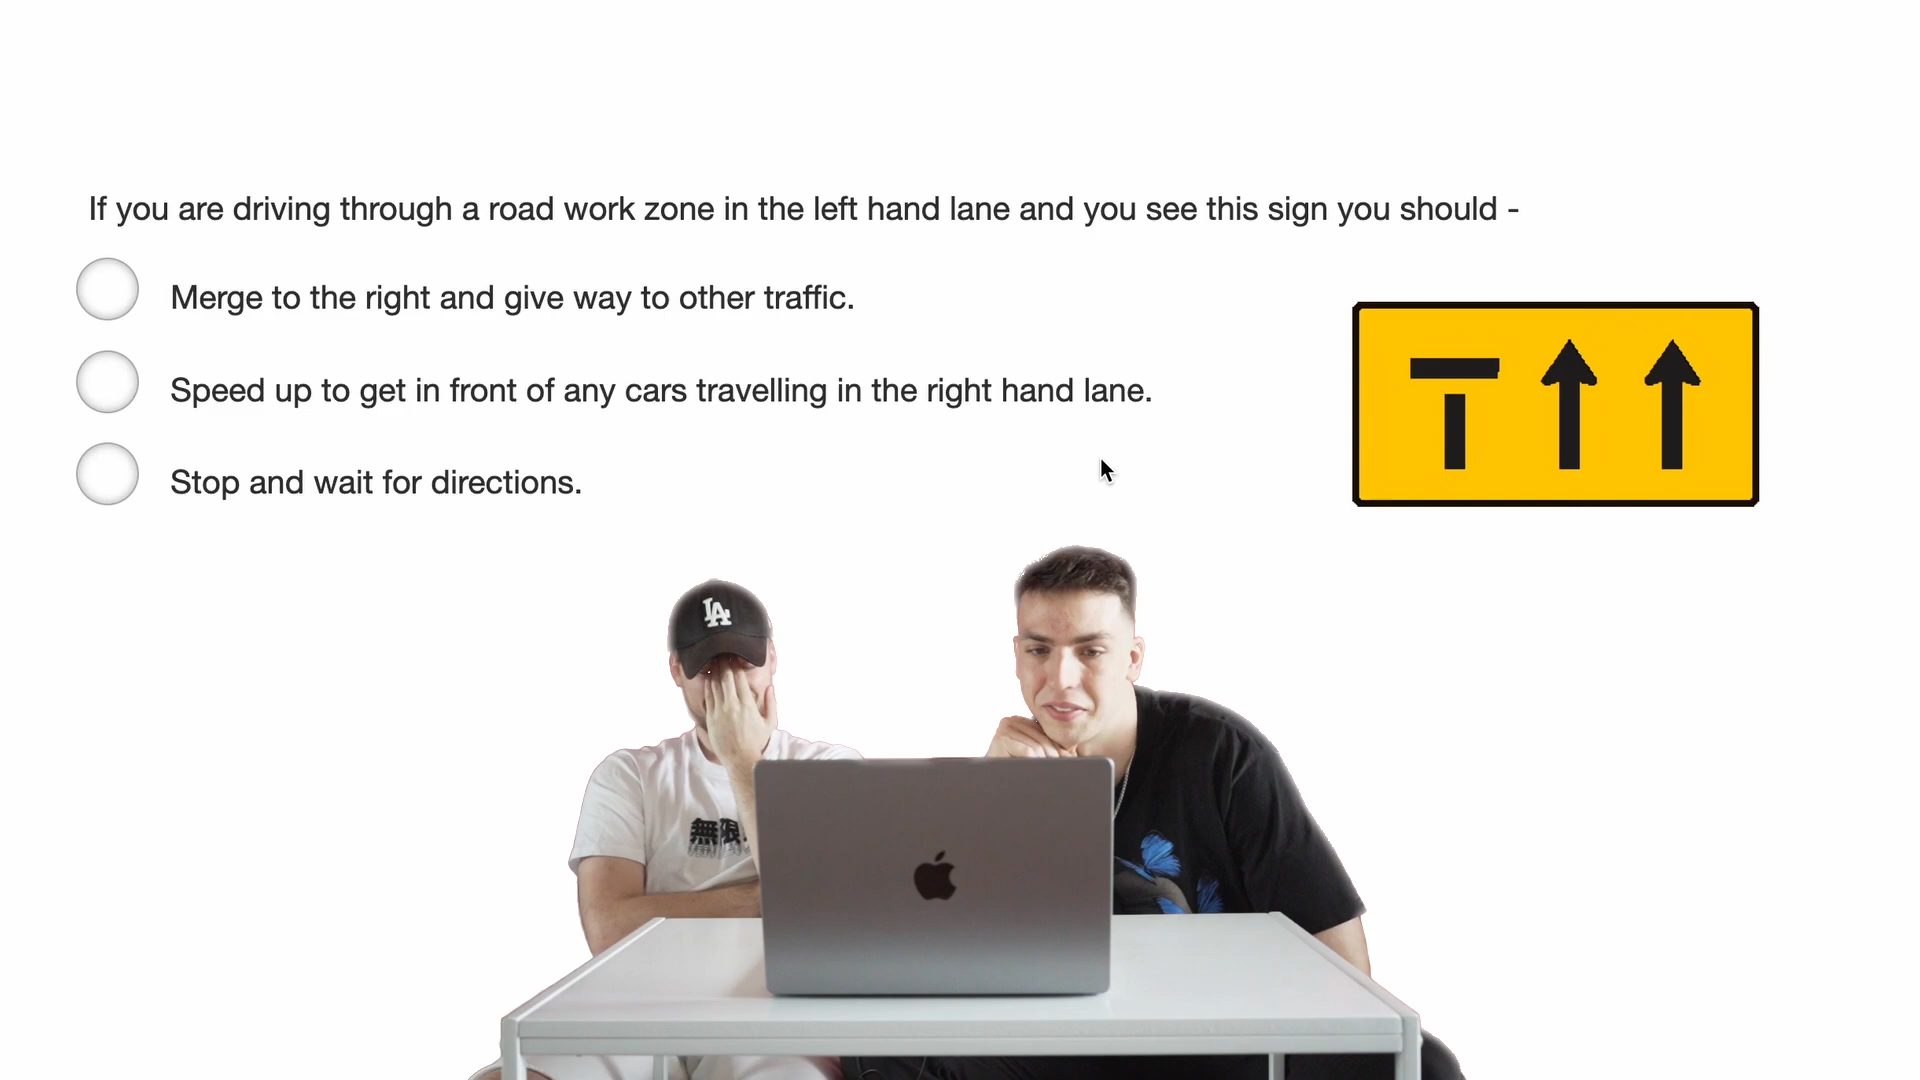 If you are driving through a road work zone in the left hand lane and you see this sign you should -
Merge to the right and give way to other traffic.
Speed up to get in front of any cars travelling in the right hand lane.
Stop and wait for directions.
LA
無限